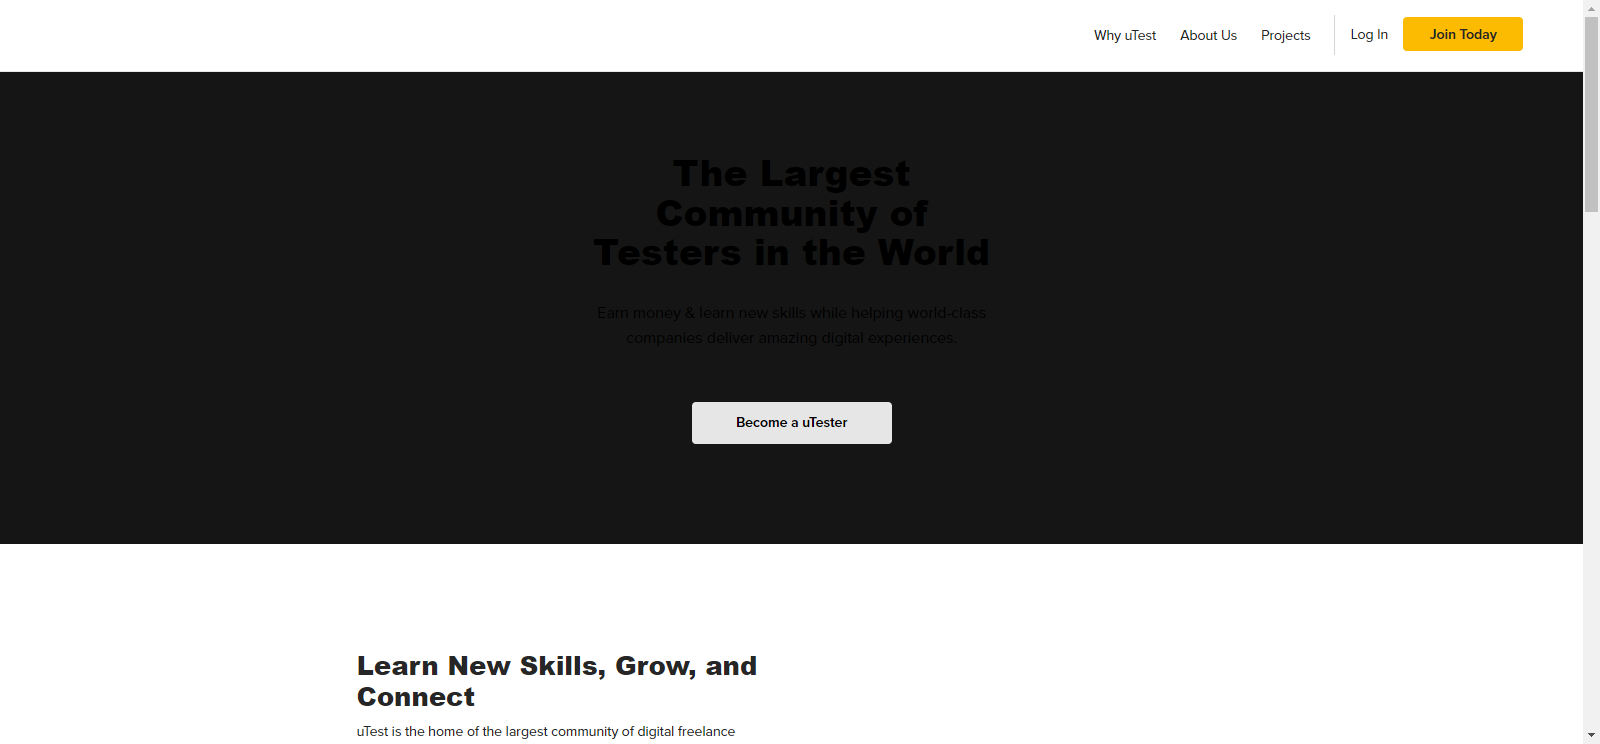 Why uTest
About Us
Projects
Log In
Join Today
The Largest
Community of
Testers in the World
Earn money & learn new skills while helping world-class
companies deliver amazing digital experiences.
Become a uTester
Learn New Skills, Grow, and
Connect
uTest is the home of the largest community of digital freelance